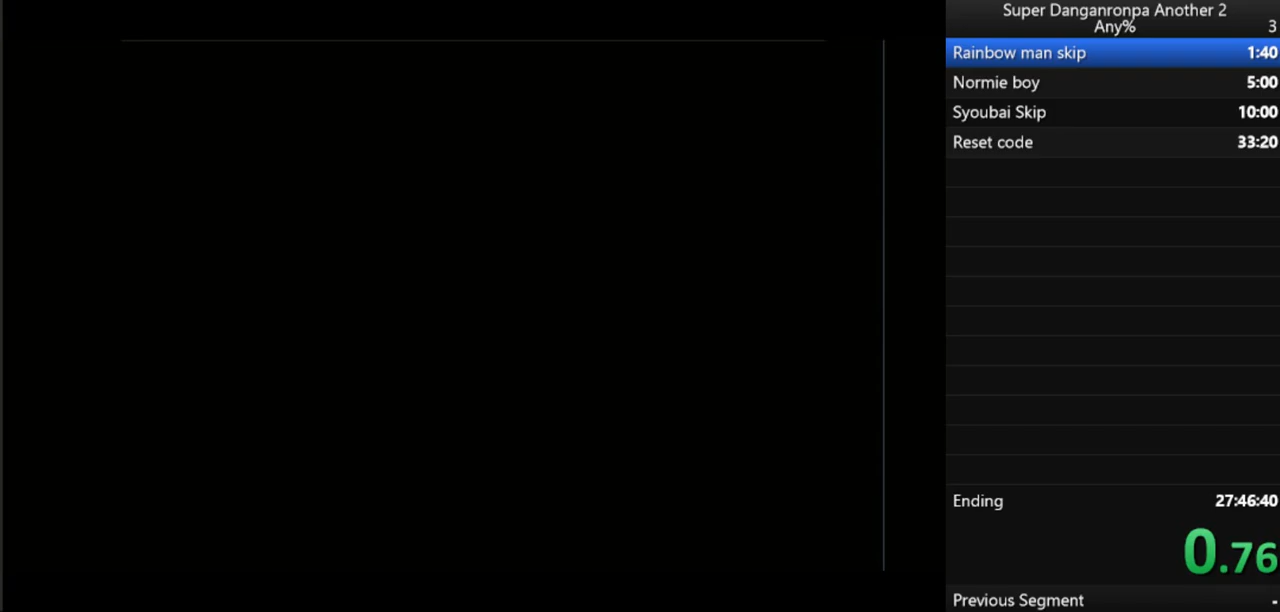 Super Danganronpa Another 2
Any%
3
Rainbow man skip 1:40
Normie boy 5:00
Syoubai Skip 10:00
Reset code 33:20
Ending 27:46:40
0.76
Previous Segment -